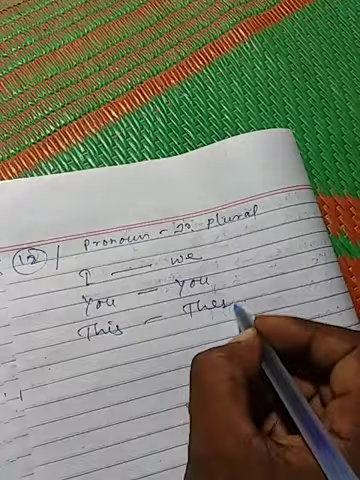 12 / Pronoun - plural
I — we
You — You
This — Thes